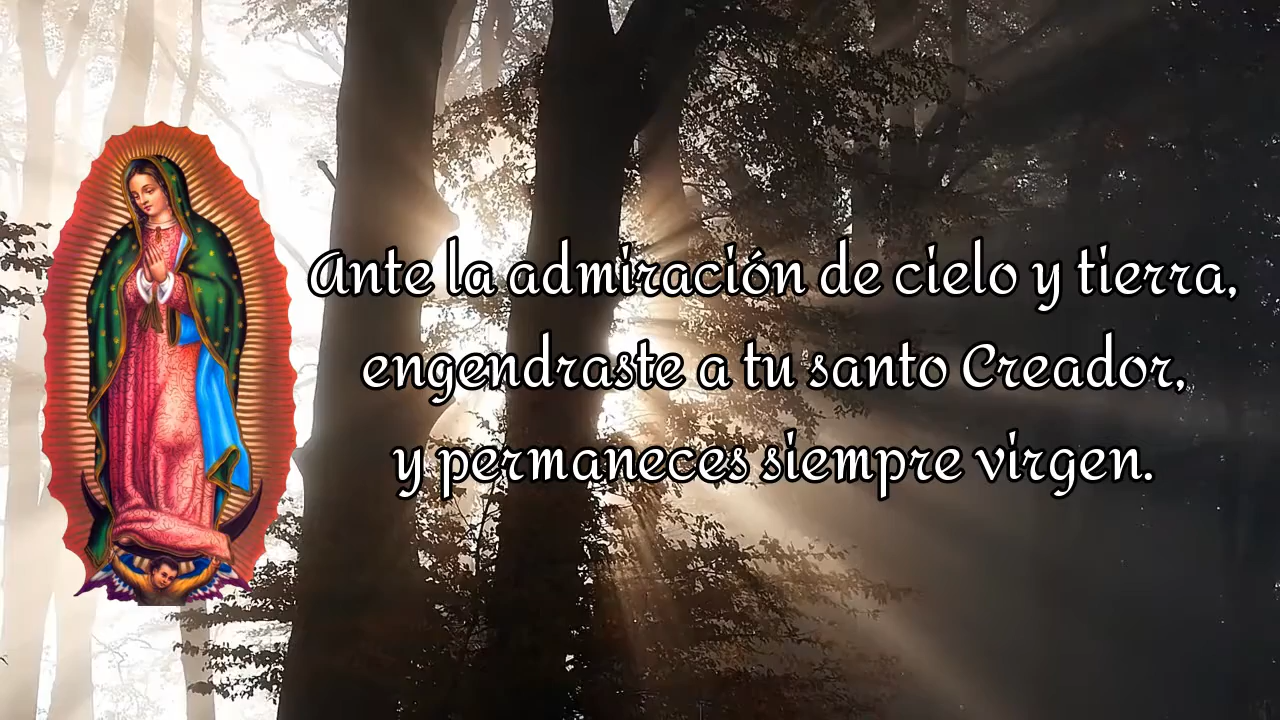 Ante la admiración de cielo y tierra,
engendraste a tu santo Creador,
y permaneces siempre virgen.